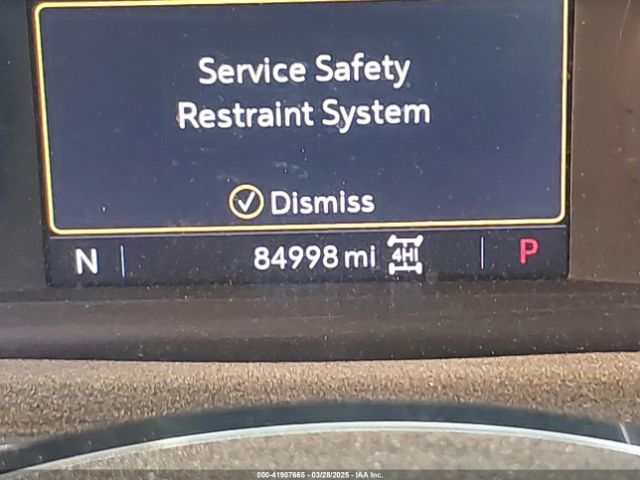 Service Safety
Restraint System
Dismiss
N 84998 mi 4HI P
000-41907665 - 03/28/2025 - IAA Inc.